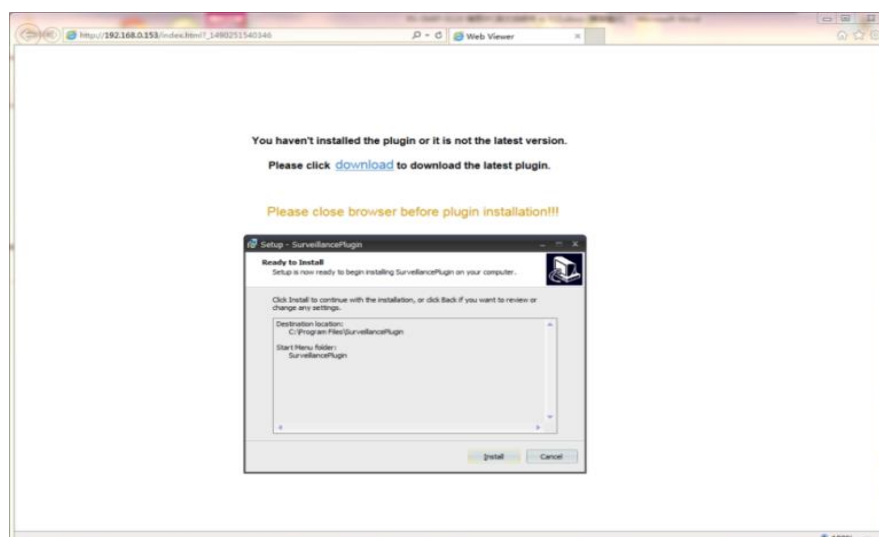 http://192.168.0.153/index.html?_1490251540346
Web Viewer
You haven't installed the plugin or it is not the latest version.
Please click download to download the latest plugin.
Please close browser before plugin installation!!!
Setup - SurveillancePlugin
Ready to Install
Setup is now ready to begin installing SurveillancePlugin on your computer.
Click Install to continue with the installation, or click Back if you want to review or
change any settings.
Destination location:
C:\Program Files\SurveillancePlugin
Start Menu folder:
SurveillancePlugin
Install
Cancel